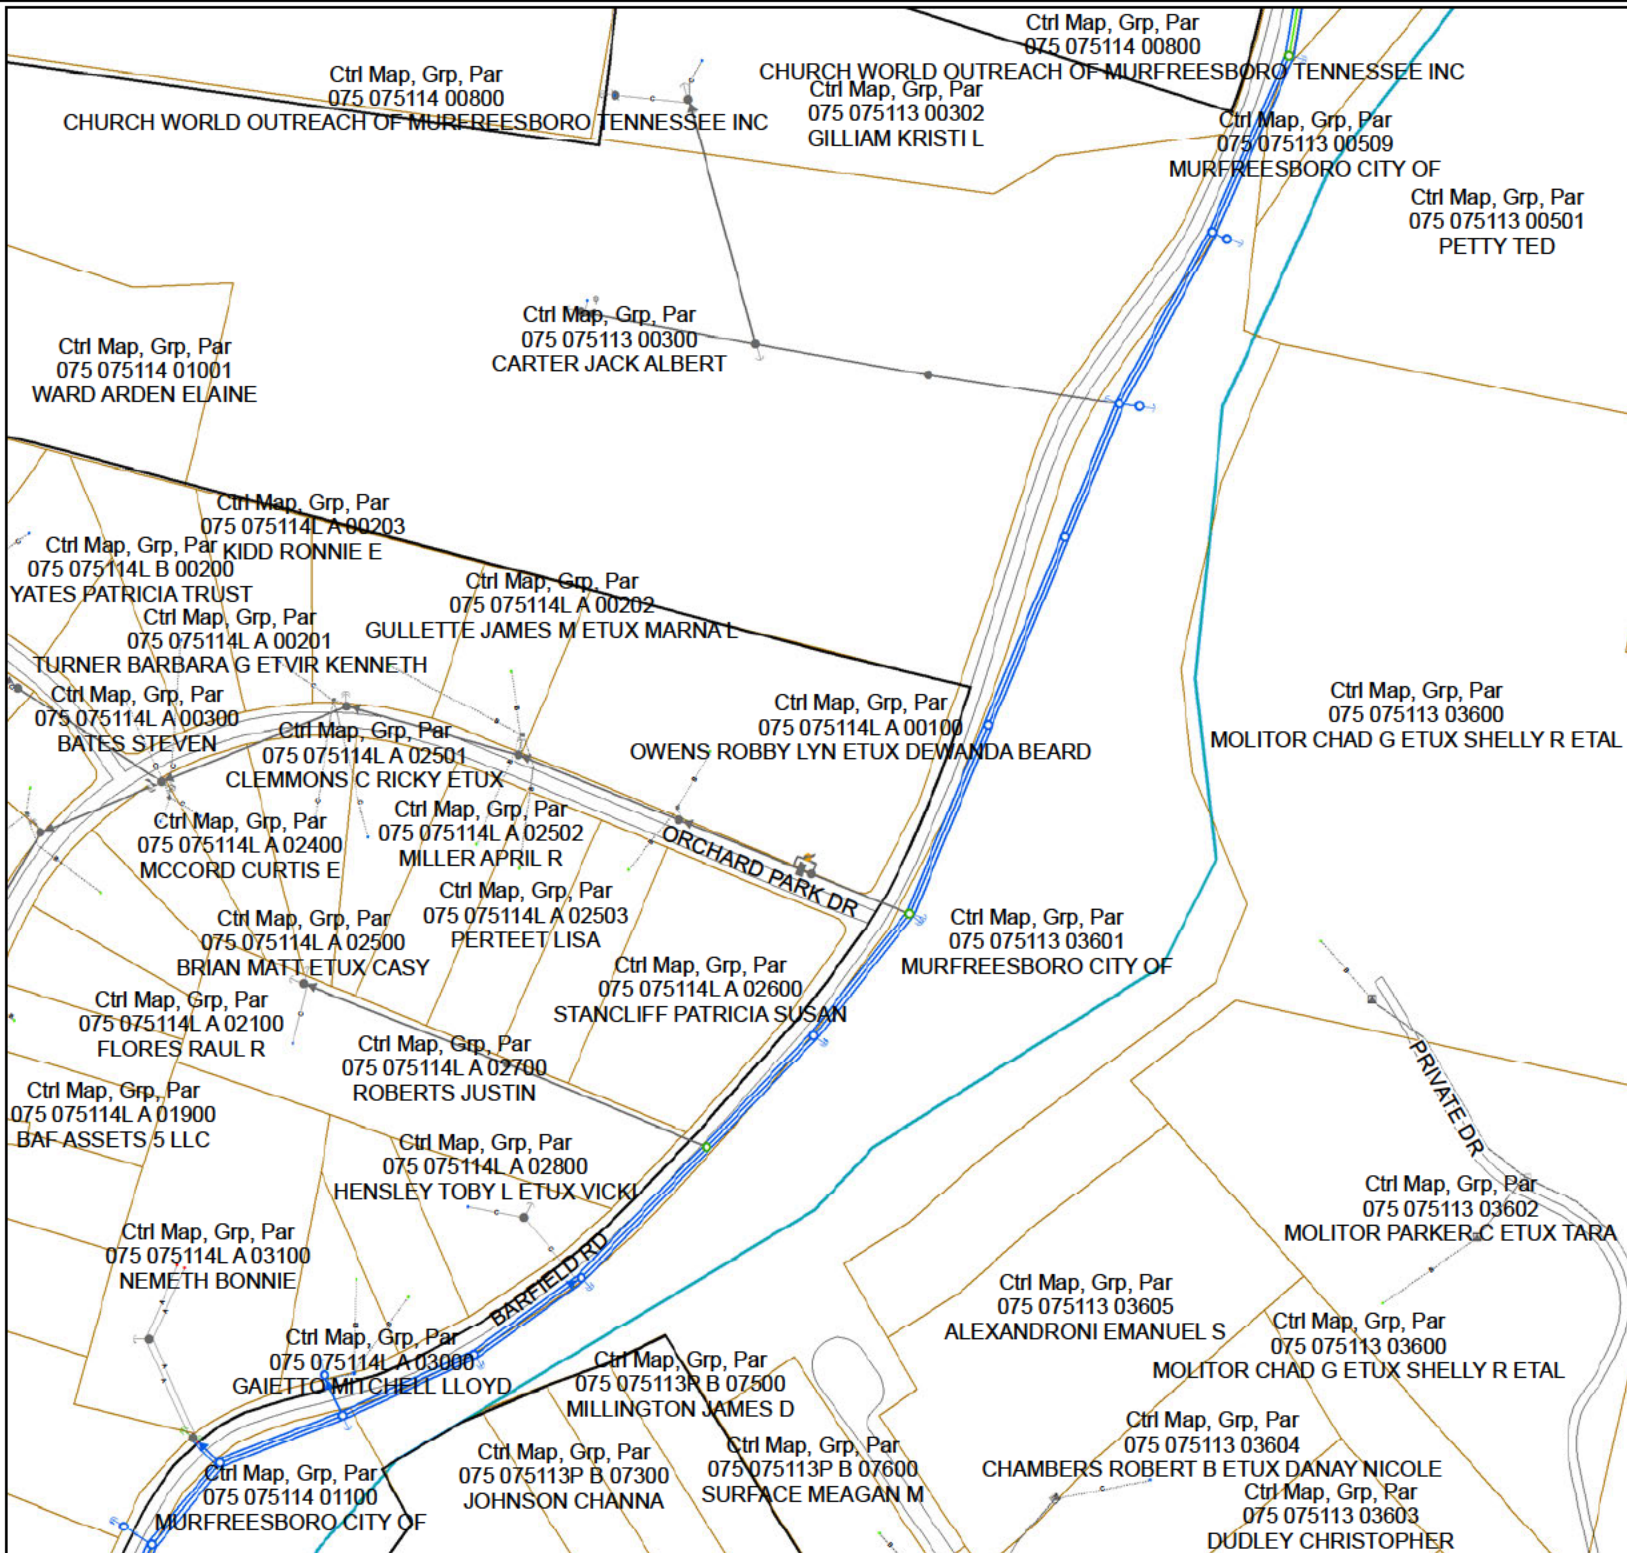 Ctrl Map, Grp, Par
075 075114 00800
CHURCH WORLD OUTREACH OF MURFREESBORO TENNESSEE INC
Ctrl Map, Grp, Par
075 075114 00800
CHURCH WORLD OUTREACH OF MURFREESBORO TENNESSEE INC
Ctrl Map, Grp, Par
075 075113 00302
GILLIAM KRISTI L
Ctrl Map, Grp, Par
075 075113 00509
MURFREESBORO CITY OF
Ctrl Map, Grp, Par
075 075113 00501
PETTY TED
Ctrl Map, Grp, Par
075 075113 00300
CARTER JACK ALBERT
Ctrl Map, Grp, Par
075 075114 01001
WARD ARDEN ELAINE
Ctrl Map, Grp, Par
075 075114L A 00203
KIDD RONNIE E
Ctrl Map, Grp, Par
075 075114L B 00200
YATES PATRICIA TRUST
Ctrl Map, Grp, Par
075 075114L A 00202
GULLETTE JAMES M ETUX MARNA L
Ctrl Map, Grp, Par
075 075114L A 00201
TURNER BARBARA G ETVIR KENNETH
Ctrl Map, Grp, Par
075 075114L A 00300
BATES STEVEN
Ctrl Map, Grp, Par
075 075114L A 02501
CLEMMONS C RICKY ETUX
Ctrl Map, Grp, Par
075 075114L A 00100
OWENS ROBBY LYN ETUX DEWANDA BEARD
Ctrl Map, Grp, Par
075 075113 03600
MOLITOR CHAD G ETUX SHELLY R ETAL
Ctrl Map, Grp, Par
075 075114L A 02400
MCCORD CURTIS E
Ctrl Map, Grp, Par
075 075114L A 02502
MILLER APRIL R
ORCHARD PARK DR
Ctrl Map, Grp, Par
075 075114L A 02503
PERTEET LISA
Ctrl Map, Grp, Par
075 075114L A 02500
BRIAN MATT ETUX CASY
Ctrl Map, Grp, Par
075 075113 03601
MURFREESBORO CITY OF
Ctrl Map, Grp, Par
075 075114L A 02600
STANCLIFF PATRICIA SUSAN
Ctrl Map, Grp, Par
075 075114L A 02100
FLORES RAUL R
Ctrl Map, Grp, Par
075 075114L A 02700
ROBERTS JUSTIN
PRIVATE DR
Ctrl Map, Grp, Par
075 075114L A 01900
BAF ASSETS 5 LLC
Ctrl Map, Grp, Par
075 075114L A 02800
HENSLEY TOBY L ETUX VICKI
Ctrl Map, Grp, Par
075 075113 03602
MOLITOR PARKER C ETUX TARA
Ctrl Map, Grp, Par
075 075114L A 03100
NEMETH BONNIE
BARFIELD RD
Ctrl Map, Grp, Par
075 075113 03605
ALEXANDRONI EMANUEL S
Ctrl Map, Grp, Par
075 075113 03600
MOLITOR CHAD G ETUX SHELLY R ETAL
Ctrl Map, Grp, Par
075 075114L A 03000
GAIETTO MITCHELL LLOYD
Ctrl Map, Grp, Par
075 075113P B 07500
MILLINGTON JAMES D
Ctrl Map, Grp, Par
075 075113 03604
CHAMBERS ROBERT B ETUX DANAY NICOLE
Ctrl Map, Grp, Par
075 075113P B 07600
SURFACE MEAGAN M
Ctrl Map, Grp, Par
075 075113P B 07300
JOHNSON CHANNA
Ctrl Map, Grp, Par
075 075114 01100
MURFREESBORO CITY OF
Ctrl Map, Grp, Par
075 075113 03603
DUDLEY CHRISTOPHER